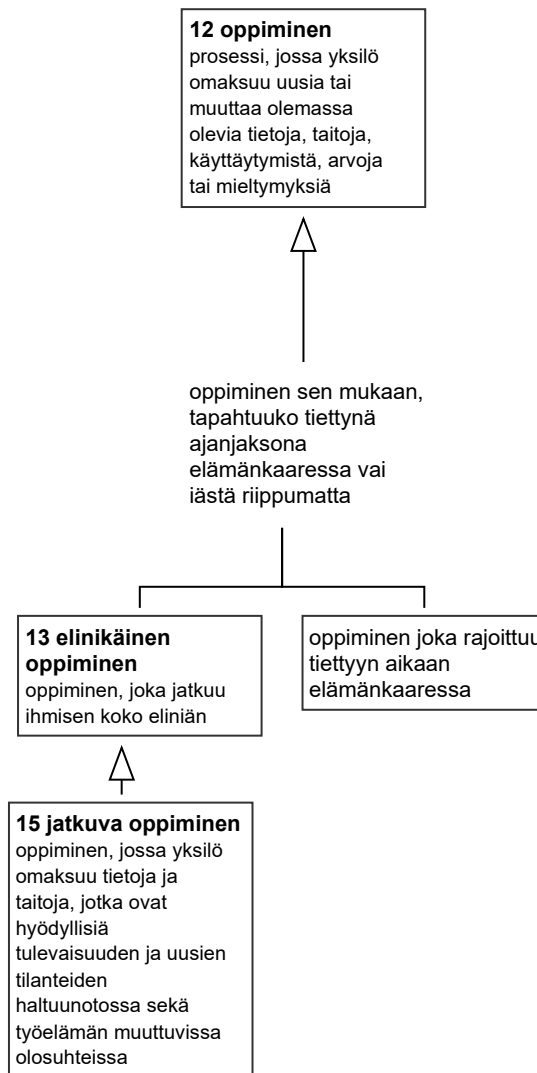 12 oppiminen
prosessi, jossa yksilö
omaksuu uusia tai
muuttaa olemassa
olevia tietoja, taitoja,
käyttäytymistä, arvoja
tai mieltymyksiä
oppiminen sen mukaan,
tapahtuuko tiettynä
ajanjaksona
elämänkaaressa vai
iästä riippumatta
13 elinikäinen
oppiminen
oppiminen, joka jatkuu
ihmisen koko eliniän
oppiminen joka rajoittuu
tiettyyn aikaan
elämänkaaressa
15 jatkuva oppiminen
oppiminen, jossa yksilö
omaksuu tietoja ja
taitoja, jotka ovat
hyödyllisiä
tulevaisuuden ja uusien
tilanteiden
haltuunotossa sekä
työelämän muuttuvissa
olosuhteissa